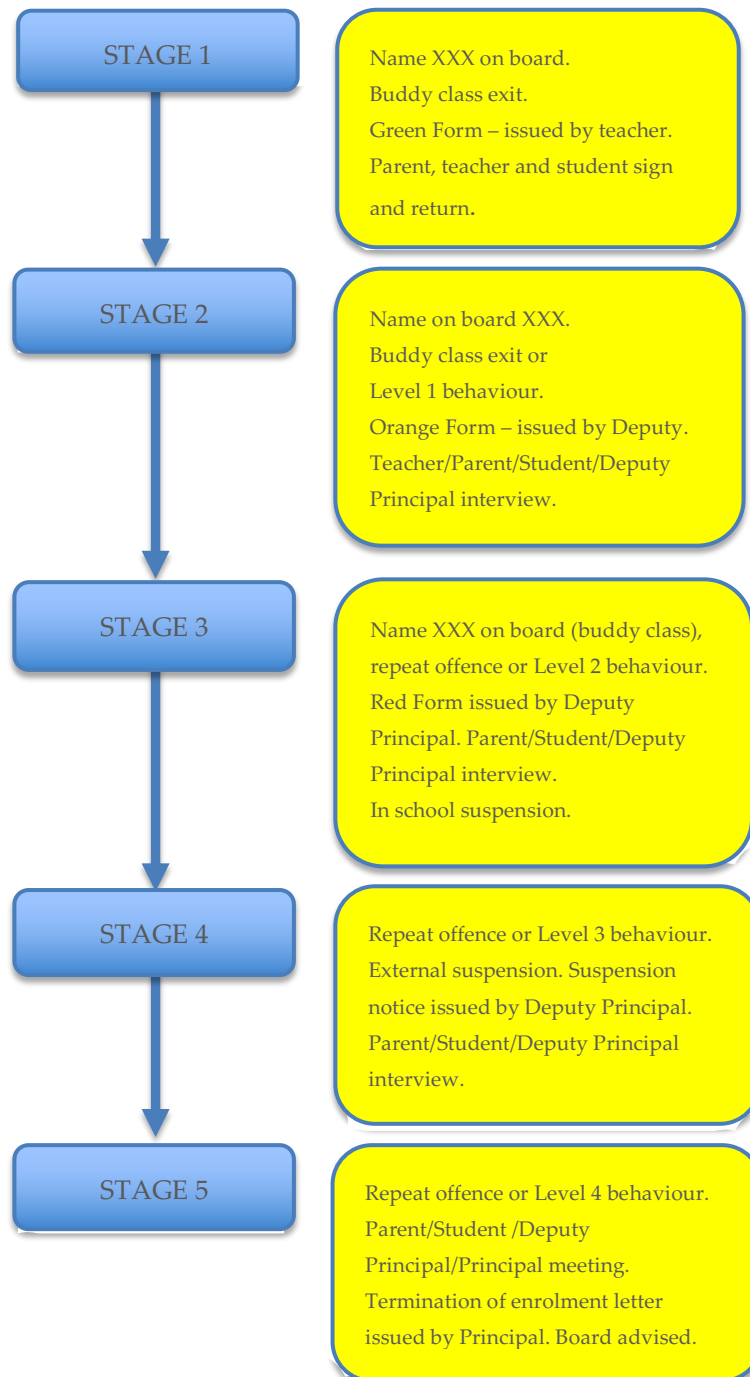 STAGE 1
Name XXX on board.
Buddy class exit.
Green Form – issued by teacher.
Parent, teacher and student sign
and return.
STAGE 2
Name on board XXX.
Buddy class exit or
Level 1 behaviour.
Orange Form – issued by Deputy.
Teacher/Parent/Student/Deputy
Principal interview.
STAGE 3
Name XXX on board (buddy class),
repeat offence or Level 2 behaviour.
Red Form issued by Deputy
Principal. Parent/Student/Deputy
Principal interview.
In school suspension.
STAGE 4
Repeat offence or Level 3 behaviour.
External suspension. Suspension
notice issued by Deputy Principal.
Parent/Student/Deputy Principal
interview.
STAGE 5
Repeat offence or Level 4 behaviour.
Parent/Student /Deputy
Principal/Principal meeting.
Termination of enrolment letter
issued by Principal. Board advised.